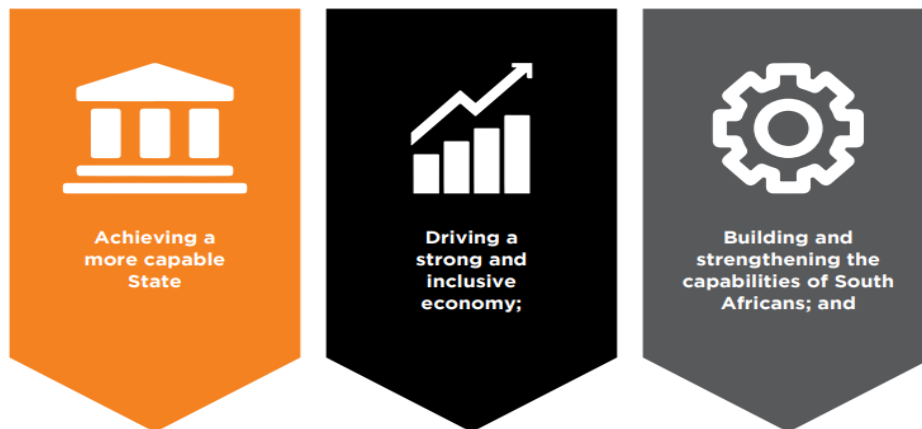 Achieving a
more capable
State
Driving a
strong and
inclusive
economy;
Building and
strengthening the
capabilities of South
Africans; and